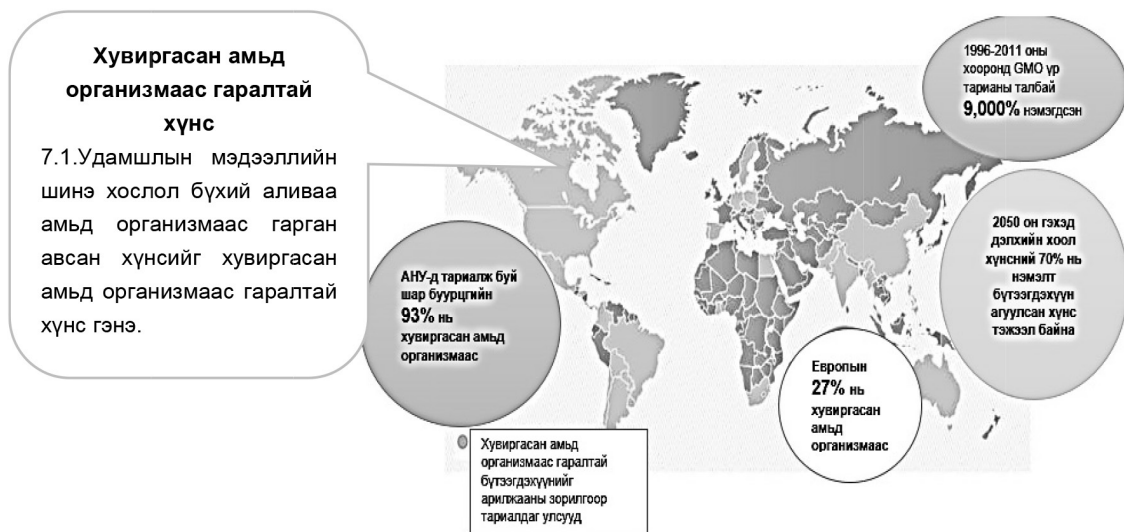 Хувиргасан амьд
организмаас гаралтай
хүнс
7.1.Удамшлын мэдээллийн
шинэ хослол бүхий аливаа
амьд организмаас гарган
авсан хүнсийг хувиргасан
амьд организмаас гаралтай
хүнс гэнэ.
1996-2011 оны
хооронд GMO үр
тарианы талбай
9,000% нэмэгдсэн
АНУ-д тариалж буй
шар буурцгийн
93% нь
хувиргасан амьд
организмаас
2050 он гэхэд
дэлхийн хоол
хүнсний 70% нь
нэмэлт
бүтээгдэхүүн
агуулсан хүнс
тэжээл байна
Европын
27% нь
хувиргасан
амьд
организмаас
Хувиргасан амьд
организмаас гаралтай
бүтээгдэхүүнийг
арилжааны зорилгоор
тариалдаг улсууд